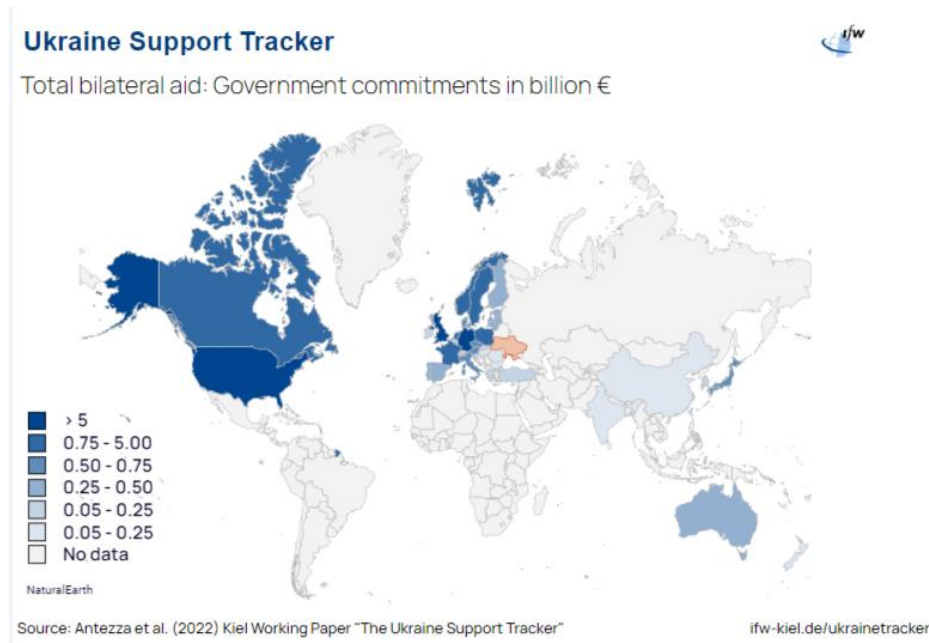 Ukraine Support Tracker
ifw
Total bilateral aid: Government commitments in billion €
> 5
0.75 - 5.00
0.50 - 0.75
0.25 - 0.50
0.05 - 0.25
0.05 - 0.25
No data
NaturalEarth
Source: Antezza et al. (2022) Kiel Working Paper "The Ukraine Support Tracker"
ifw-kiel.de/ukrainetracker